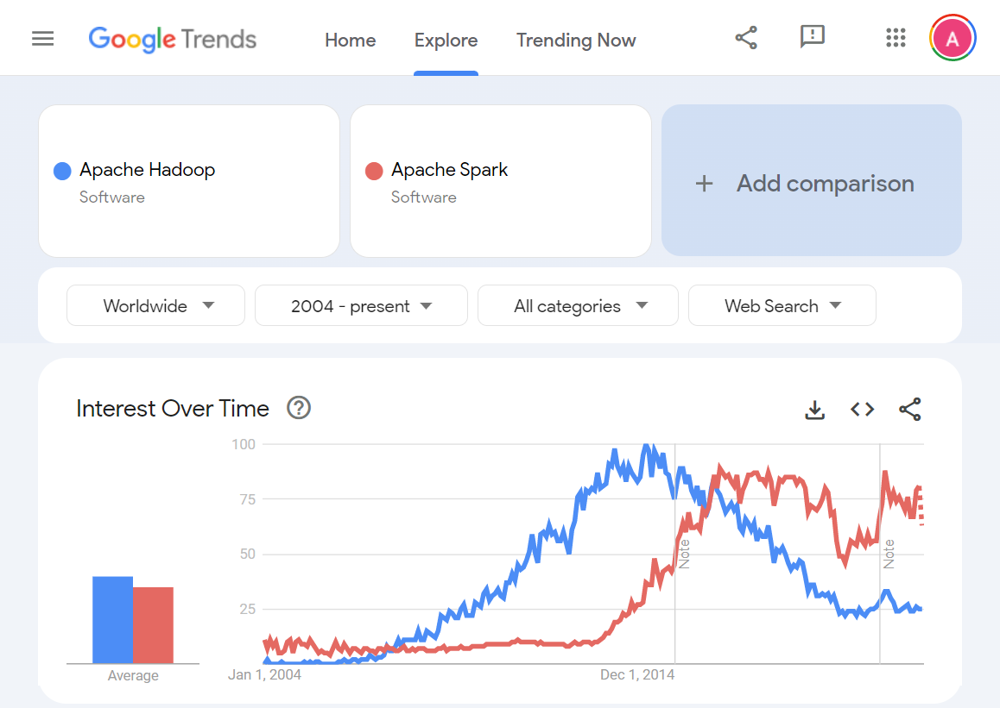 Google Trends
Home
Explore
Trending Now
A
Apache Hadoop
Software
Apache Spark
Software
+ Add comparison
Worldwide
2004 - present
All categories
Web Search
Interest Over Time
?
100
75
50
25
Note
Note
Average
Jan 1, 2004
Dec 1, 2014